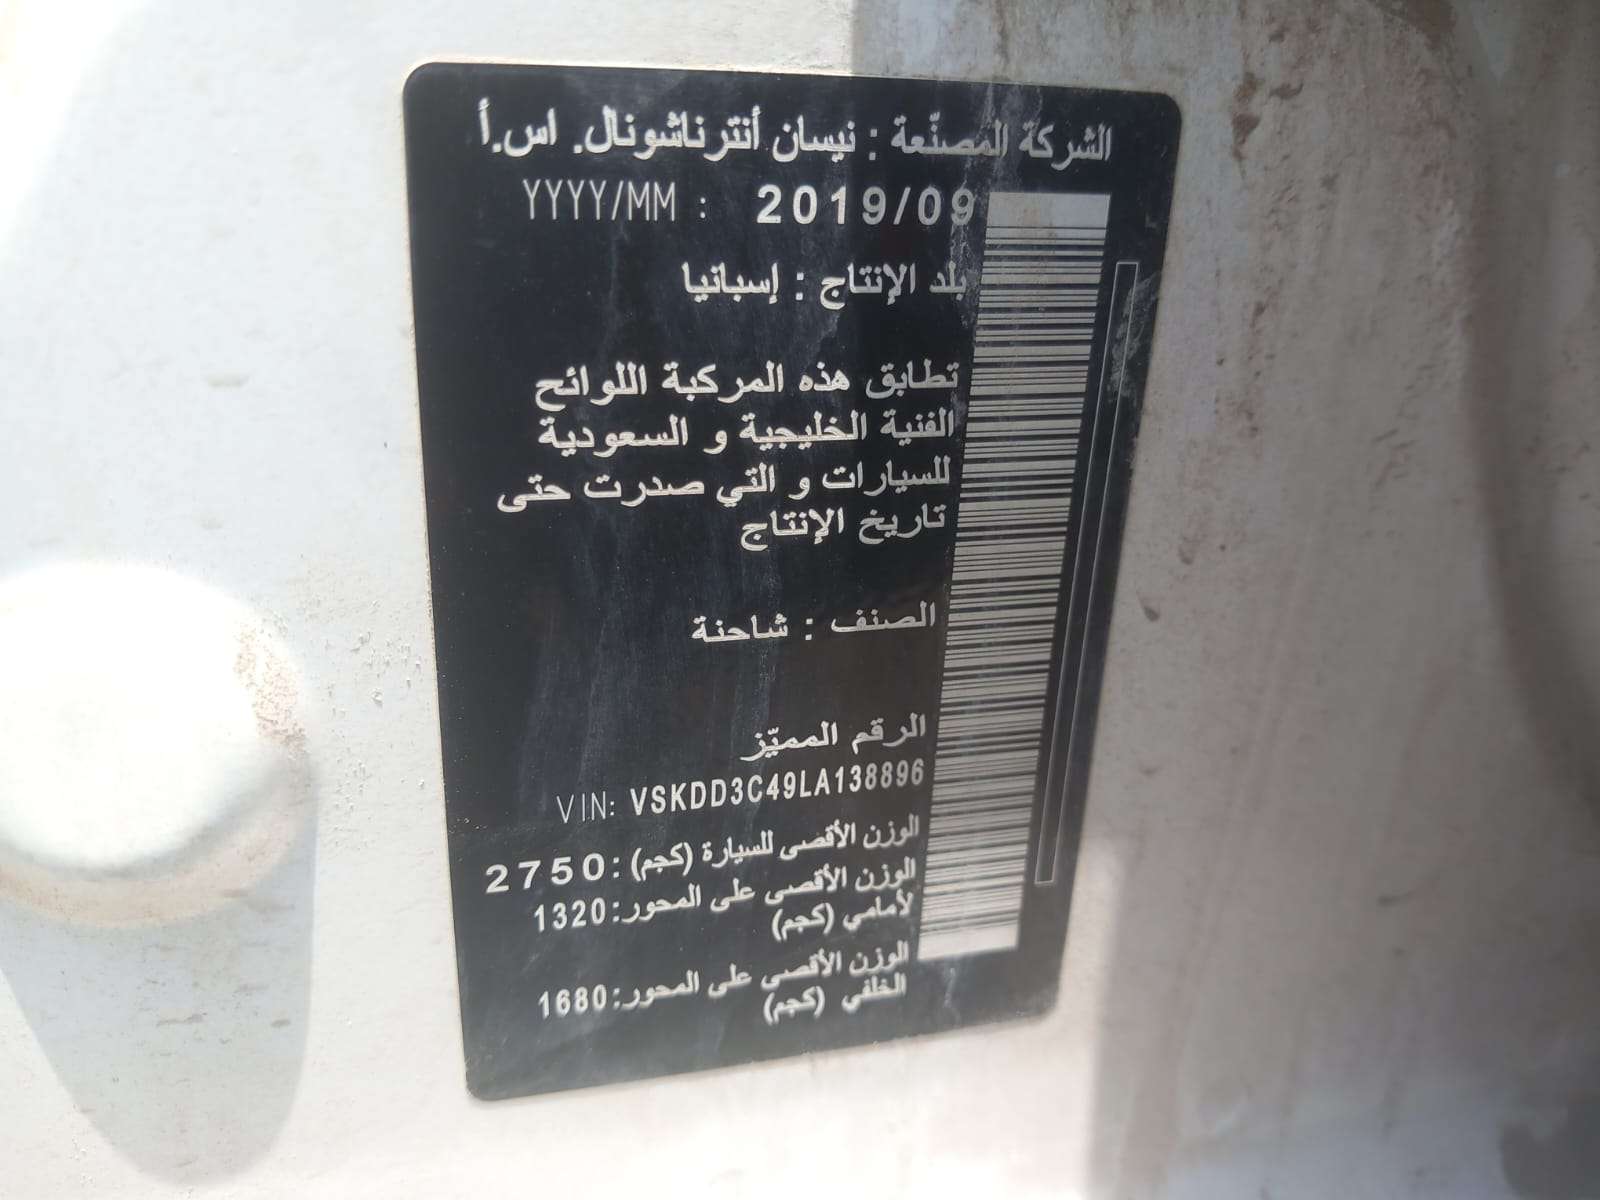 الشركة المصنّعة : نيسان أنترناشونال. اس.أ
YYYY/MM : 2019/09
بلد الإنتاج : إسبانيا
تطابق هذه المركبة اللوائح
الفنية الخليجية و السعودية
للسيارات و التي صدرت حتى
تاريخ الإنتاج
الصنف : شاحنة
الرقم المميّز
VIN: VSKDD3C49LA138896
الوزن الأقصى للسيارة (كجم):2750
الوزن الأقصى على المحور:1320
لأمامي (كجم)
الوزن الأقصى على المحور:1680
الخلفي (كجم)